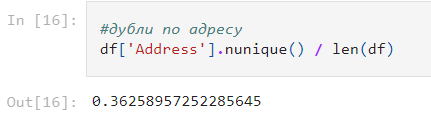 In [16]:
#дубли по адресу
df['Address'].nunique() / len(df)
Out[16]: 0.36258957252285645